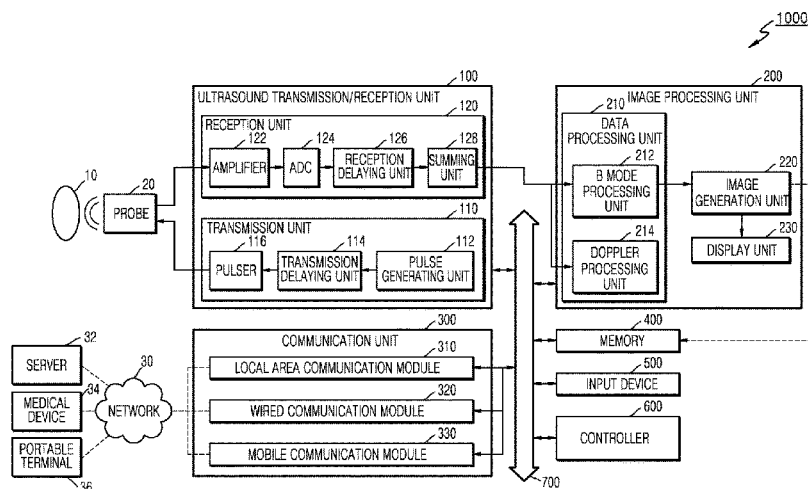 1000
100
ULTRASOUND TRANSMISSION/RECEPTION UNIT
120
RECEPTION UNIT
122
AMPLIFIER
124
ADC
126
RECEPTION
DELAYING UNIT
128
SUMMING
UNIT
10
20
PROBE
110
TRANSMISSION UNIT
116
PULSER
114
TRANSMISSION
DELAYING UNIT
112
PULSE
GENERATING UNIT
200
IMAGE PROCESSING UNIT
210
DATA
PROCESSING UNIT
212
B MODE
PROCESSING
UNIT
214
DOPPLER
PROCESSING
UNIT
220
IMAGE
GENERATION UNIT
230
DISPLAY UNIT
300
COMMUNICATION UNIT
310
LOCAL AREA COMMUNICATION MODULE
320
WIRED COMMUNICATION MODULE
330
MOBILE COMMUNICATION MODULE
32
SERVER
34
MEDICAL
DEVICE
PORTABLE
TERMINAL
36
30
NETWORK
400
MEMORY
500
INPUT DEVICE
600
CONTROLLER
700